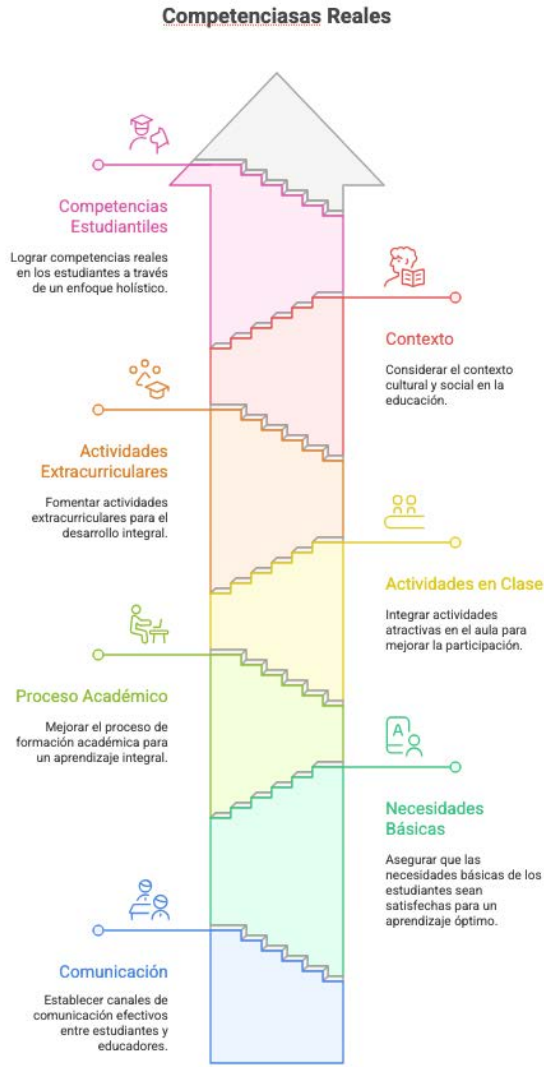 Competenciasas Reales
Competencias
Estudiantiles
Lograr competencias reales
en los estudiantes a través
de un enfoque holístico.
Contexto
Considerar el contexto
cultural y social en la
educación.
Actividades
Extracurriculares
Fomentar actividades
extracurriculares para el
desarrollo integral.
Actividades en Clase
Integrar actividades
atractivas en el aula para
mejorar la participación.
Proceso Académico
Mejorar el proceso de
formación académica para
un aprendizaje integral.
A
Necesidades
Básicas
Asegurar que las
necesidades básicas de los
estudiantes sean
satisfechas para un
aprendizaje óptimo.
Comunicación
Establecer canales de
comunicación efectivos
entre estudiantes y
educadores.